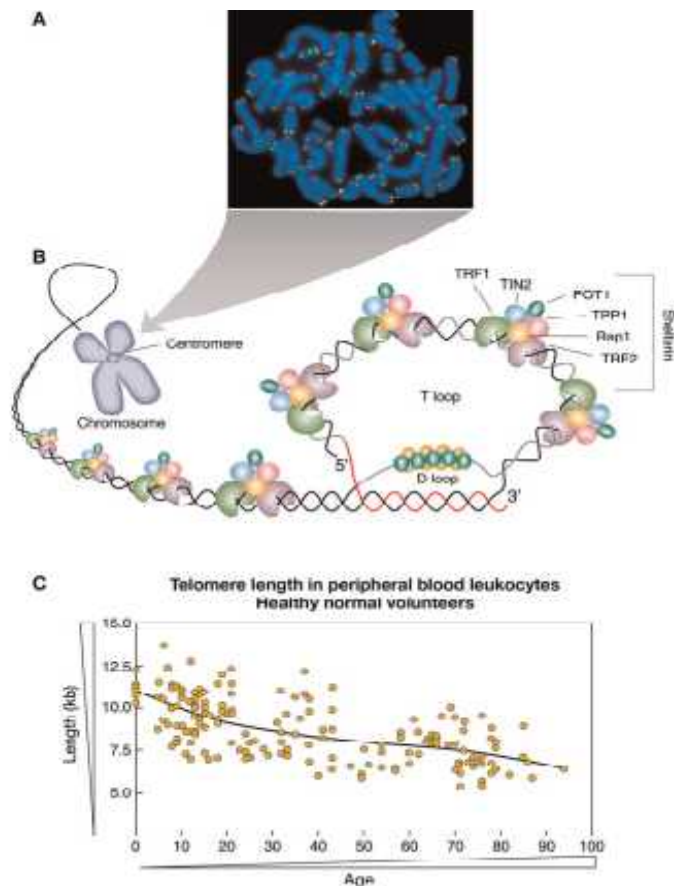 A
B
TRF1
TIN2
POT1
TPP1
Rap1
TRF2
Shelterin
Centromere
Chromosome
T loop
5'
D loop
3'
C
Telomere length in peripheral blood leukocytes
Healthy normal volunteers
15.0
12.5
10.0
7.5
5.0
Length (kb)
0 10 20 30 40 50 60 70 80 90 100
Age